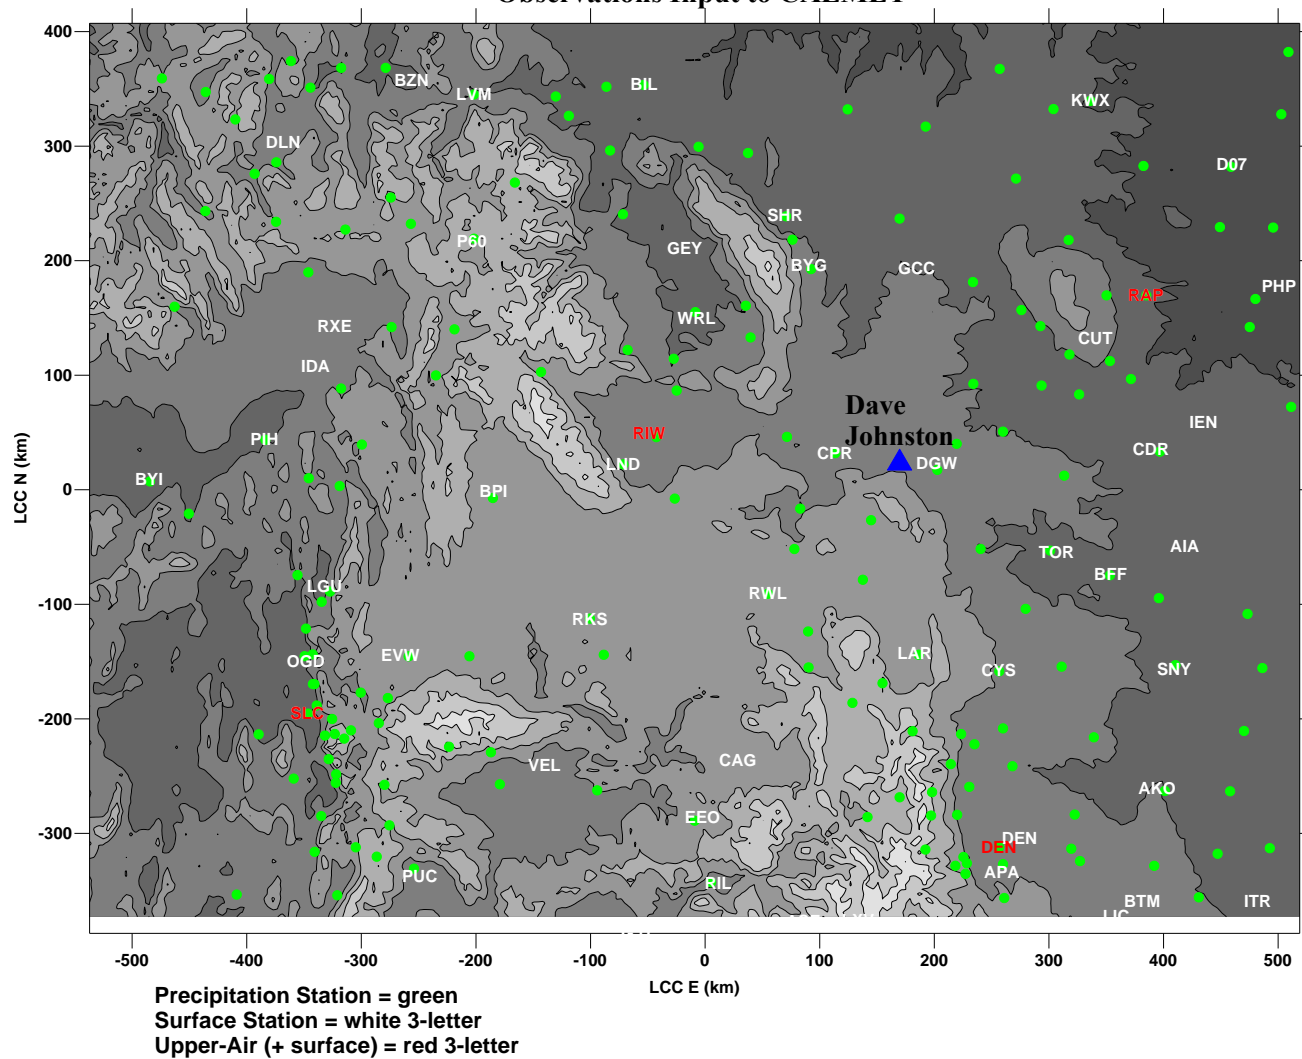 Observations Input to CALMET
400
300
200
100
0
-100
-200
-300
LCC N (km)
BZN
LVM
BIL
KWX
DLN
D07
SHR
P60
GEY
BYG
GCC
PHP
RAP
RXE
WRL
CUT
IDA
Dave
Johnston
IEN
PIH
RIW
CPR
DGW
CDR
LND
BYI
BPI
TOR
AIA
BFF
LGU
RWL
RKS
OGD
EVW
LAR
CYS
SNY
SLC
VEL
CAG
AKO
EEO
DEN
DEN
APA
PUC
RIL
BTM
ITR
LIC
-500
-400
-300
-200
-100
0
100
200
300
400
500
LCC E (km)
Precipitation Station = green
Surface Station = white 3-letter
Upper-Air (+ surface) = red 3-letter